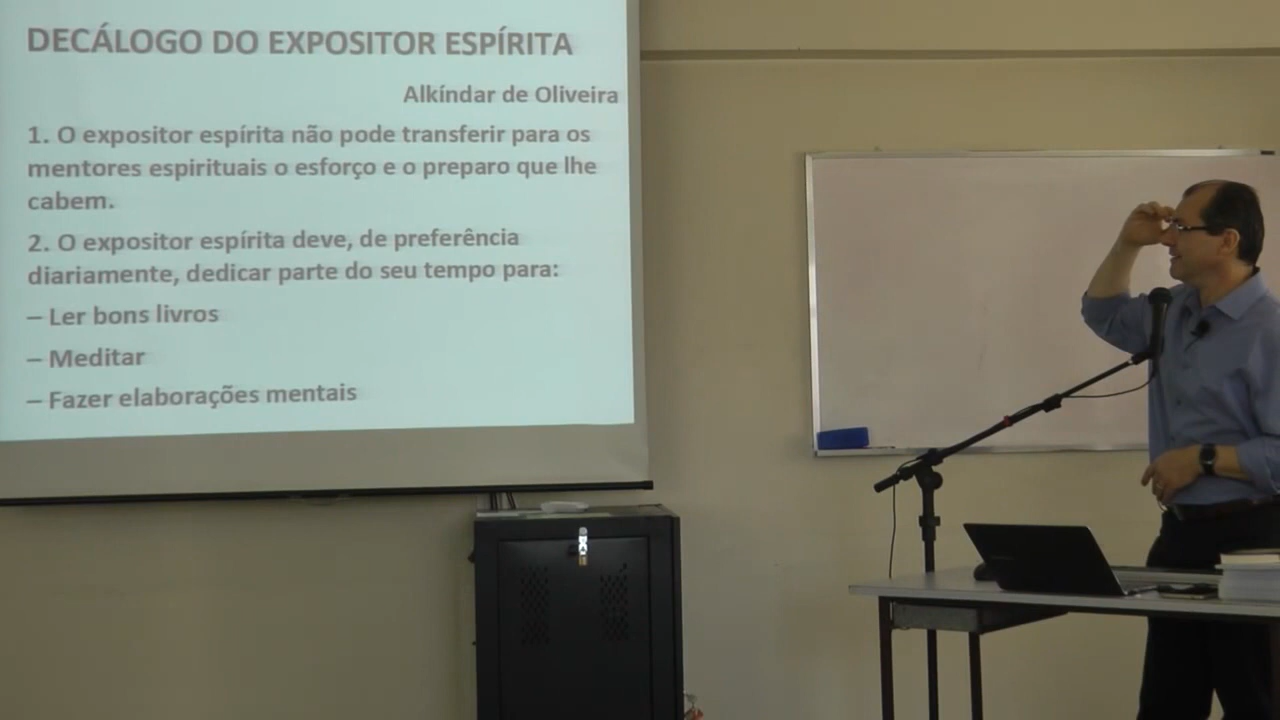 DECÁLOGO DO EXPOSITOR ESPÍRITA
Alkíndar de Oliveira
1. O expositor espírita não pode transferir para os
mentores espirituais o esforço e o preparo que lhe
cabem.
2. O expositor espírita deve, de preferência
diariamente, dedicar parte do seu tempo para:
– Ler bons livros
– Meditar
– Fazer elaborações mentais